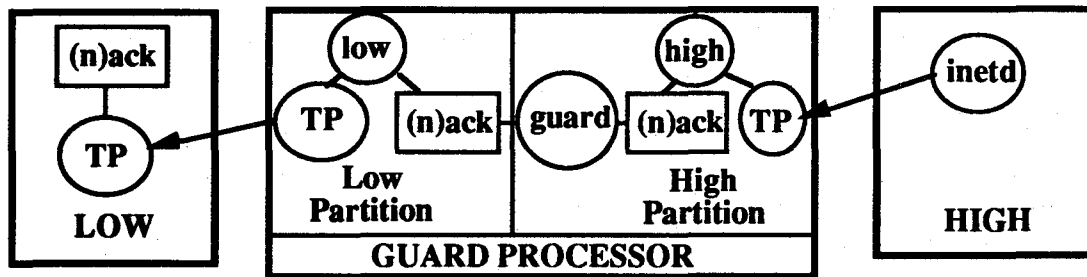 (n)ack
TP
LOW
low
TP
(n)ack
Low
Partition
guard
high
(n)ack
TP
High
Partition
GUARD PROCESSOR
inetd
HIGH